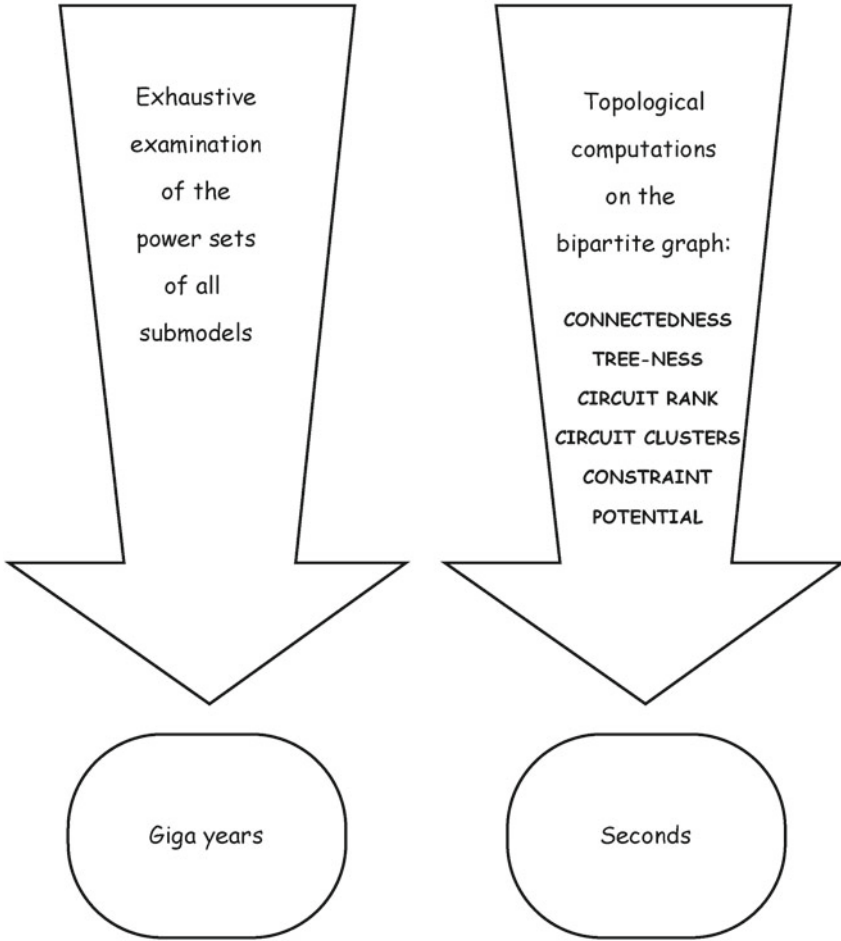 Exhaustive
examination
of the
power sets
of all
submodels
Giga years
Topological
computations
on the
bipartite graph:
CONNECTEDNESS
TREE-NESS
CIRCUIT RANK
CIRCUIT CLUSTERS
CONSTRAINT
POTENTIAL
Seconds